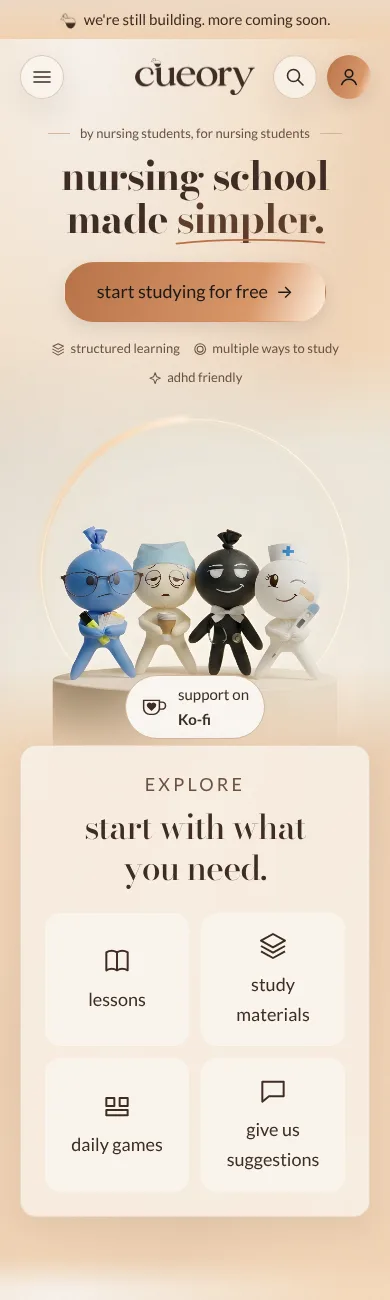 we're still building. more coming soon.
cueory
by nursing students, for nursing students
nursing school
made simpler.
start studying for free →
structured learning multiple ways to study
adhd friendly
support on
Ko-fi
EXPLORE
start with what
you need.
lessons
study
materials
daily games
give us
suggestions